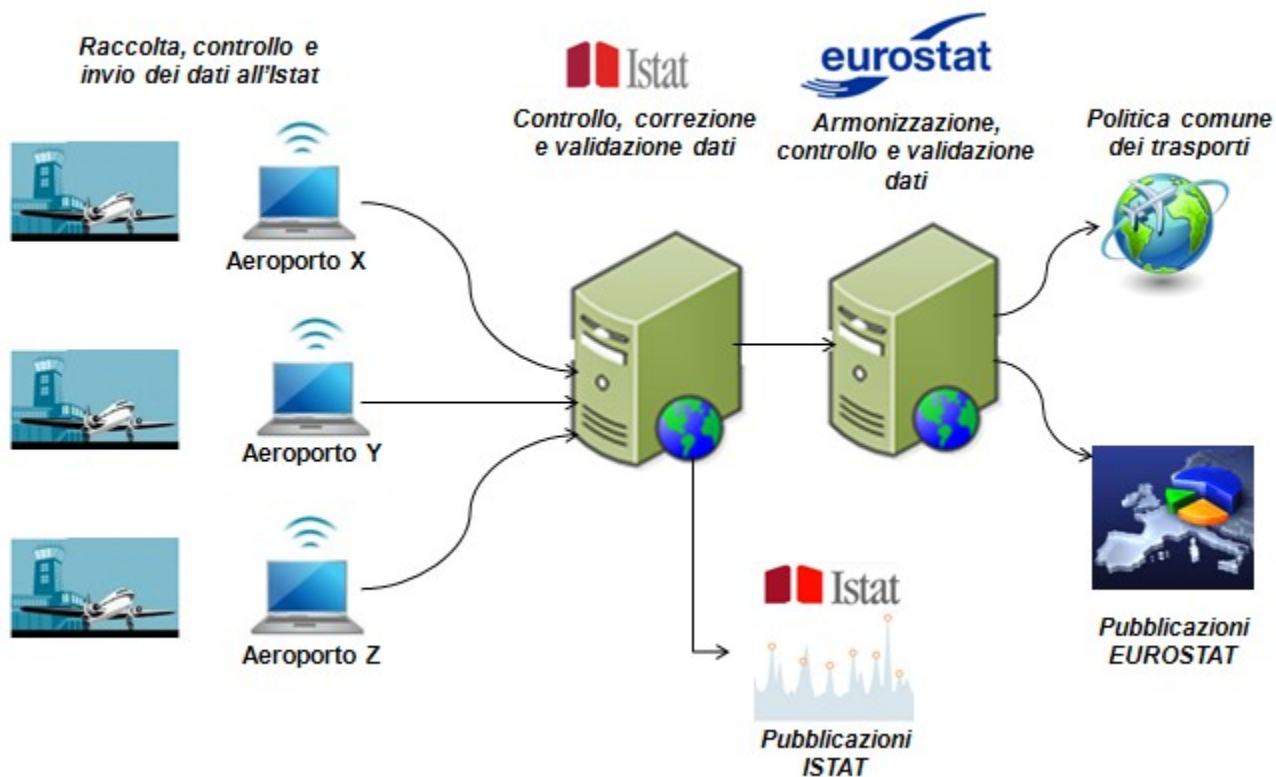 Raccolta, controllo e
invio dei dati all'Istat
Istat
Controllo, correzione
e validazione dati
eurostat
Armonizzazione,
controllo e validazione
dati
Politica comune
dei trasporti
Aeroporto X
Aeroporto Y
Aeroporto Z
Istat
Pubblicazioni
ISTAT
Pubblicazioni
EUROSTAT